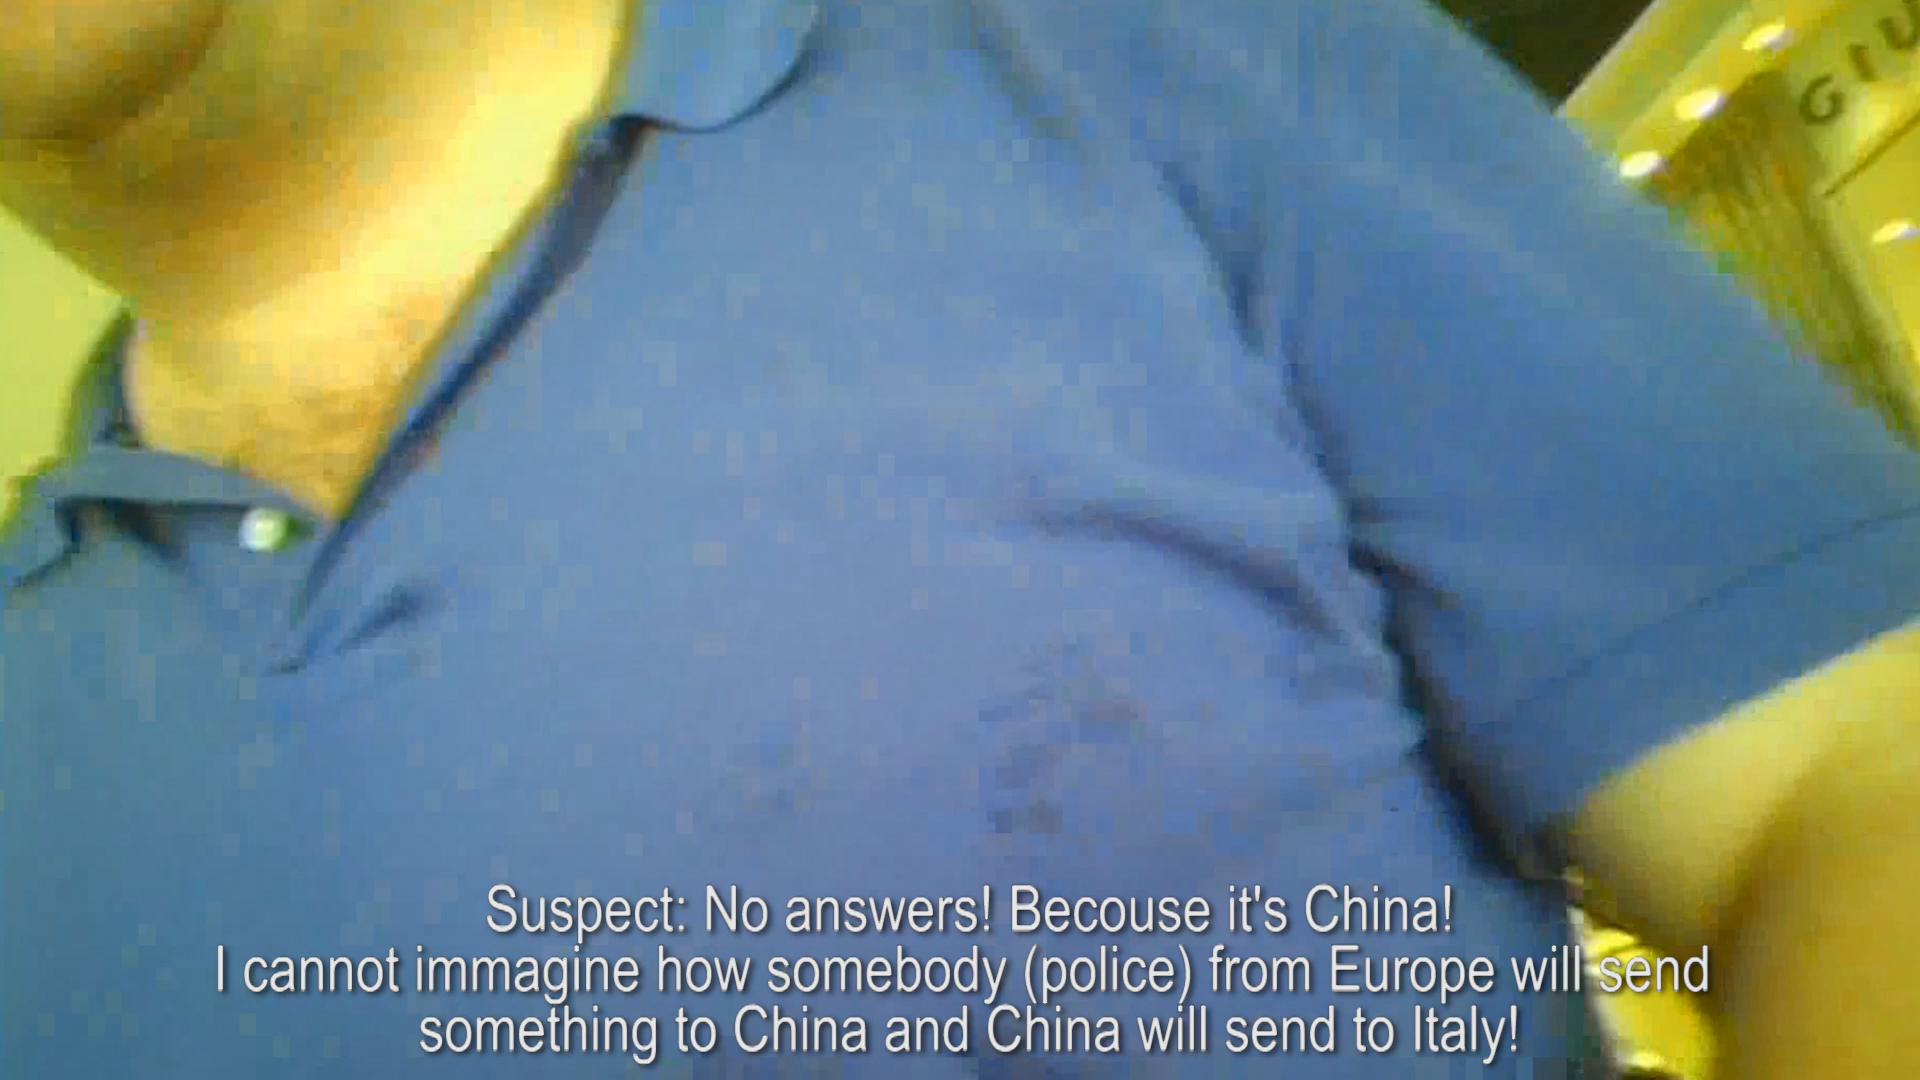 GIU
Suspect: No answers! Becouse it's China!
I cannot immagine how somebody (police) from Europe will send
something to China and China will send to Italy!